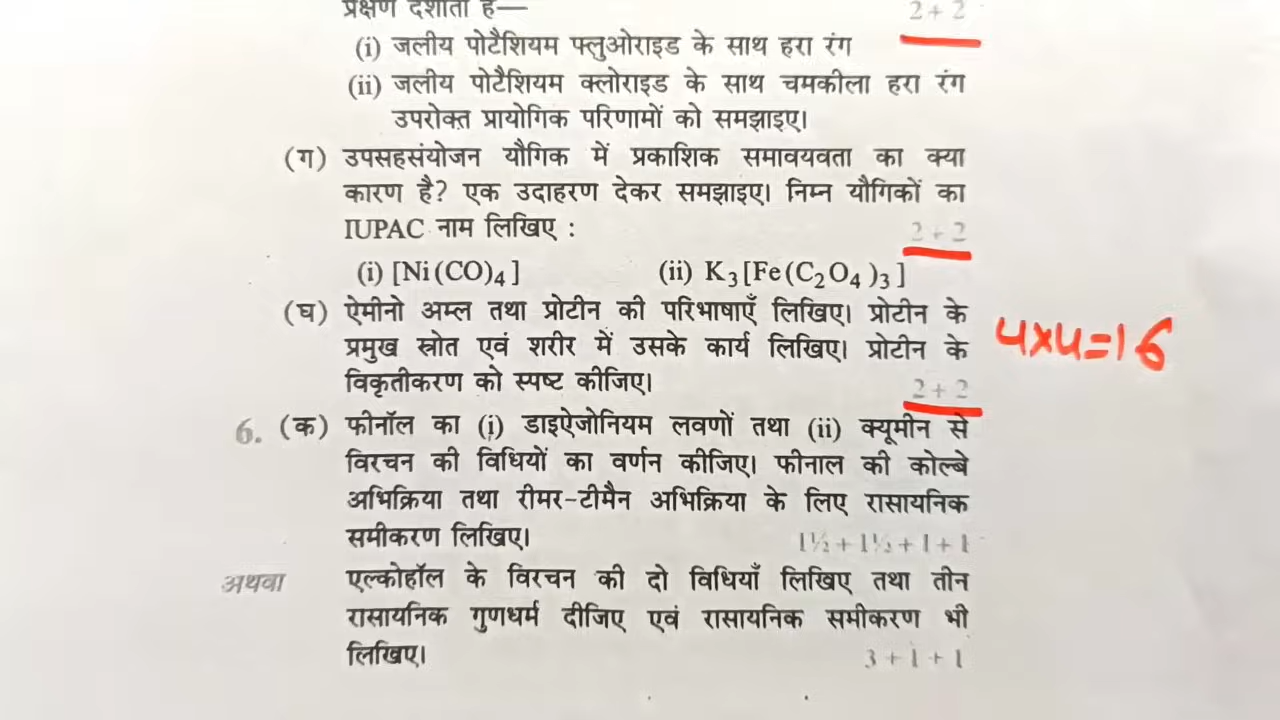 प्रेक्षण दर्शाता है— 2 + 2
(i) जलीय पोटैशियम फ्लुओराइड के साथ हरा रंग
(ii) जलीय पोटैशियम क्लोराइड के साथ चमकीला हरा रंग
उपरोक्त प्रायोगिक परिणामों को समझाइए।
(ग) उपसहसंयोजन यौगिक में प्रकाशिक समावयवता का क्या
कारण है? एक उदाहरण देकर समझाइए। निम्न यौगिकों का
IUPAC नाम लिखिए : 2 + 2
(i) [Ni(CO)₄] (ii) K₃[Fe(C₂O₄)₃]
(घ) ऐमीनो अम्ल तथा प्रोटीन की परिभाषाएँ लिखिए। प्रोटीन के
प्रमुख स्रोत एवं शरीर में उसके कार्य लिखिए। प्रोटीन के
4×4=16
विकृतीकरण को स्पष्ट कीजिए। 2 + 2
6. (क) फीनॉल का (i) डाइऐजोनियम लवणों तथा (ii) क्यूमीन से
विरचन की विधियों का वर्णन कीजिए। फीनाल की कोल्बे
अभिक्रिया तथा रीमर-टीमैन अभिक्रिया के लिए रासायनिक
समीकरण लिखिए। 1½ + 1½ + 1 + 1
अथवा एल्कोहॉल के विरचन की दो विधियाँ लिखिए तथा तीन
रासायनिक गुणधर्म दीजिए एवं रासायनिक समीकरण भी
लिखिए। 3 + 1 + 1